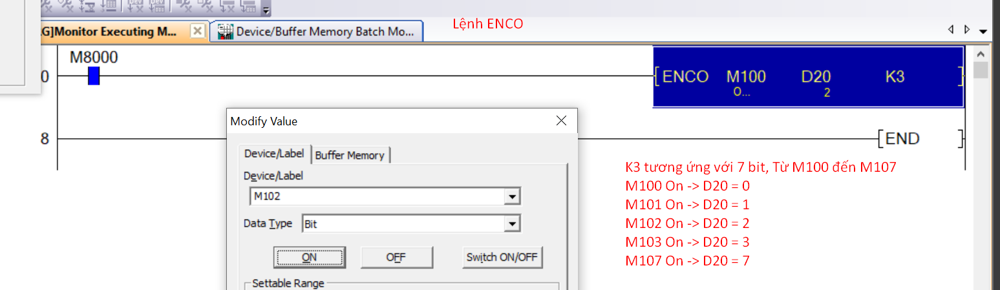 G]Monitor Executing M...
Device/Buffer Memory Batch Mo...
Lệnh ENCO
M8000
0
ENCO M100 D20 K3
O... 2
Modify Value
8
END
Device/Label Buffer Memory
Device/Label
M102
Data Type Bit
ON OFF Switch ON/OFF
Settable Range
K3 tương ứng với 7 bit, Từ M100 đến M107
M100 On -> D20 = 0
M101 On -> D20 = 1
M102 On -> D20 = 2
M103 On -> D20 = 3
M107 On -> D20 = 7